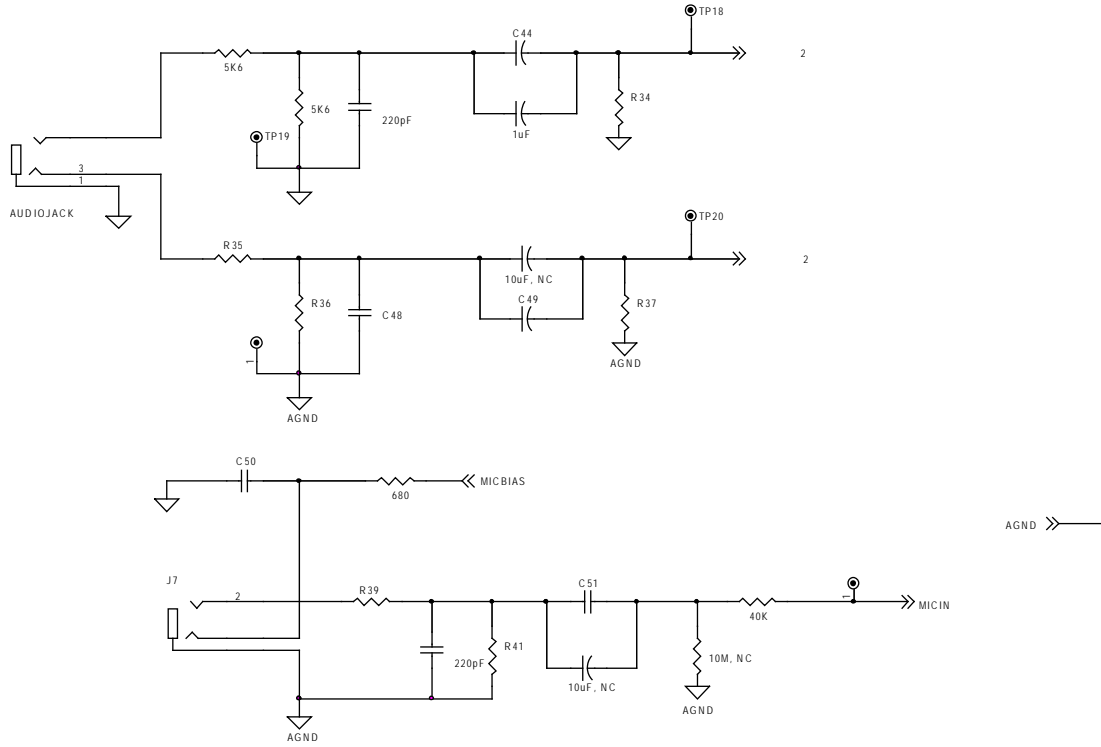 TP18
C44
2
5K6
5K6
220pF
1uF
R34
TP19
3
1
AUDIOJACK
TP20
R35
2
10uF, NC
C49
R36
C48
R37
1
AGND
AGND
C50
680
MICBIAS
AGND
J7
2
R39
C51
1
MICIN
40K
220pF
R41
10uF, NC
10M, NC
AGND
AGND